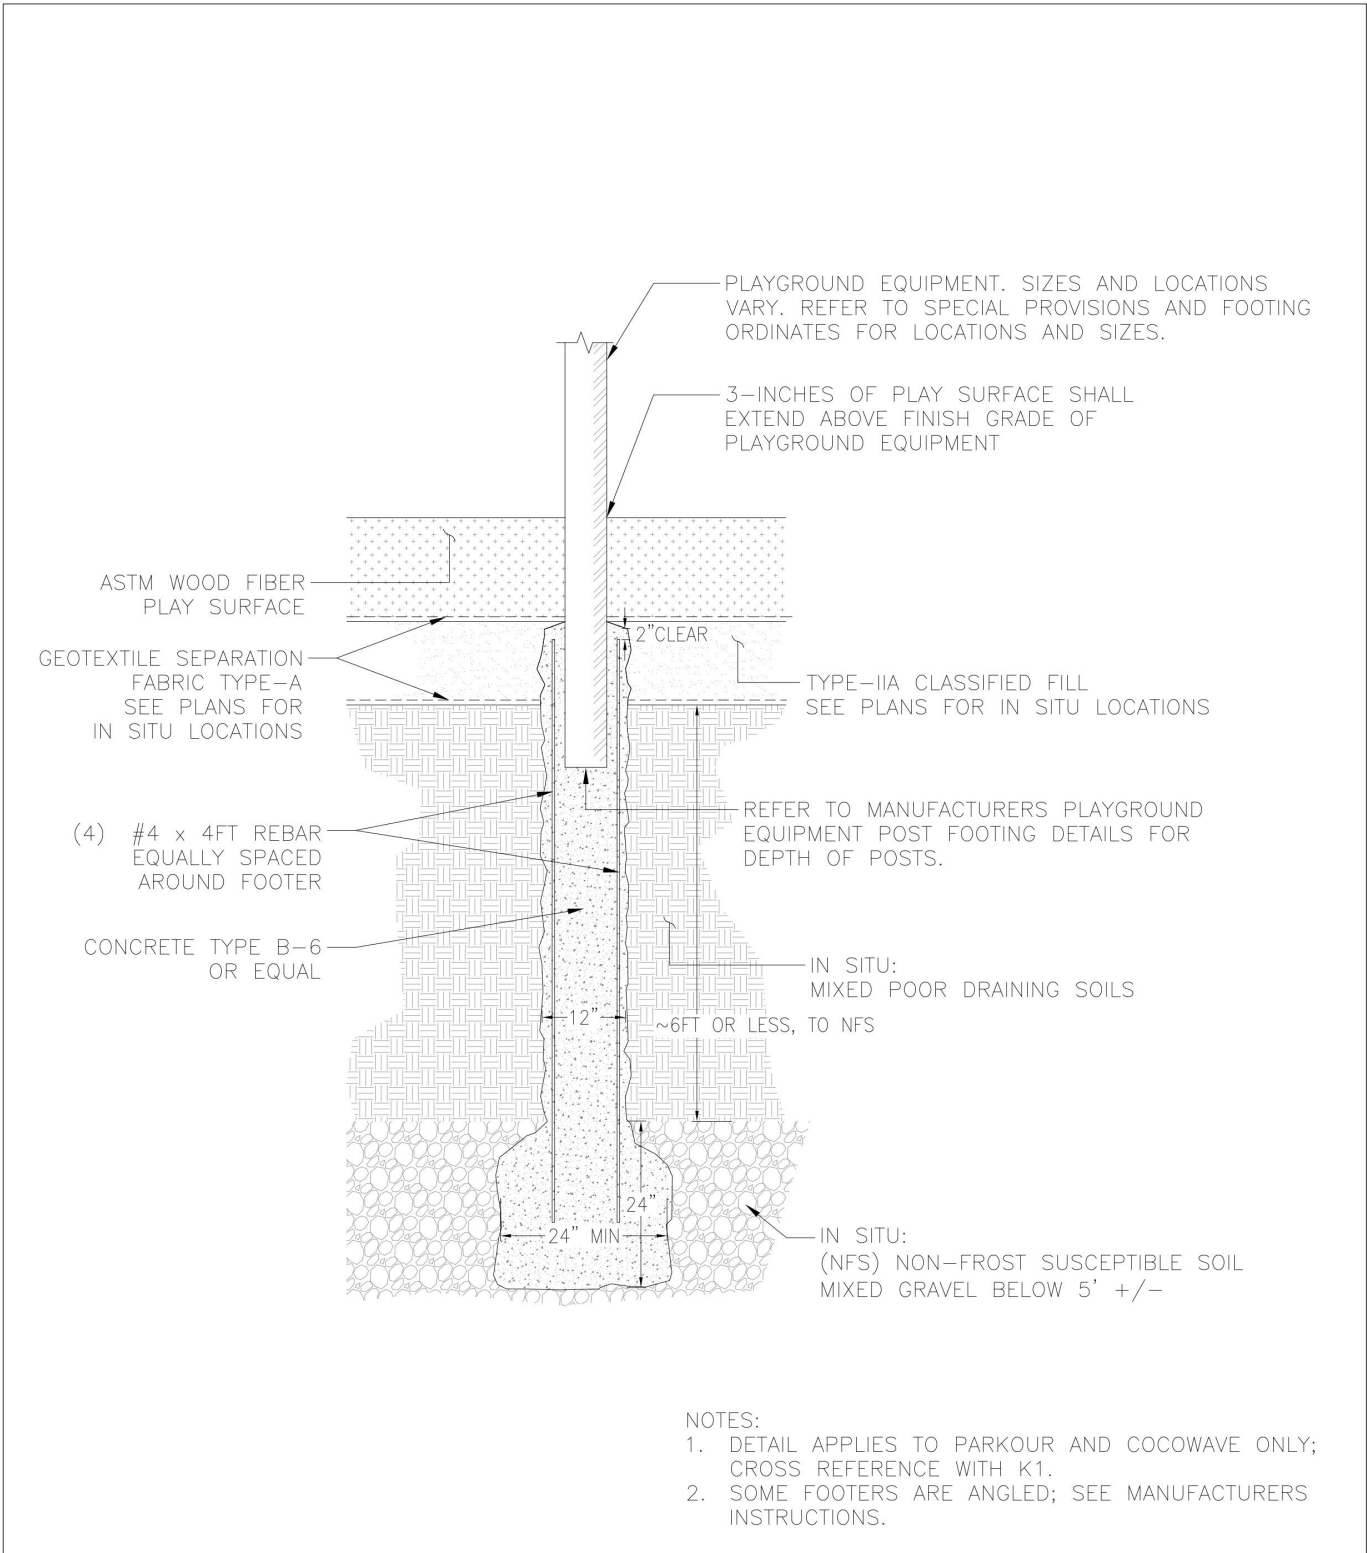 PLAYGROUND EQUIPMENT. SIZES AND LOCATIONS
VARY. REFER TO SPECIAL PROVISIONS AND FOOTING
ORDINATES FOR LOCATIONS AND SIZES.
3-INCHES OF PLAY SURFACE SHALL
EXTEND ABOVE FINISH GRADE OF
PLAYGROUND EQUIPMENT
ASTM WOOD FIBER
PLAY SURFACE
2" CLEAR
GEOTEXTILE SEPARATION
FABRIC TYPE-A
SEE PLANS FOR
IN SITU LOCATIONS
TYPE-IIA CLASSIFIED FILL
SEE PLANS FOR IN SITU LOCATIONS
(4) #4 x 4FT REBAR
EQUALLY SPACED
AROUND FOOTER
REFER TO MANUFACTURERS PLAYGROUND
EQUIPMENT POST FOOTING DETAILS FOR
DEPTH OF POSTS.
CONCRETE TYPE B-6
OR EQUAL
IN SITU:
MIXED POOR DRAINING SOILS
12"
~6FT OR LESS, TO NFS
24"
24" MIN
IN SITU:
(NFS) NON-FROST SUSCEPTIBLE SOIL
MIXED GRAVEL BELOW 5' +/-
NOTES:
1. DETAIL APPLIES TO PARKOUR AND COCOWAVE ONLY;
CROSS REFERENCE WITH K1.
2. SOME FOOTERS ARE ANGLED; SEE MANUFACTURERS
INSTRUCTIONS.